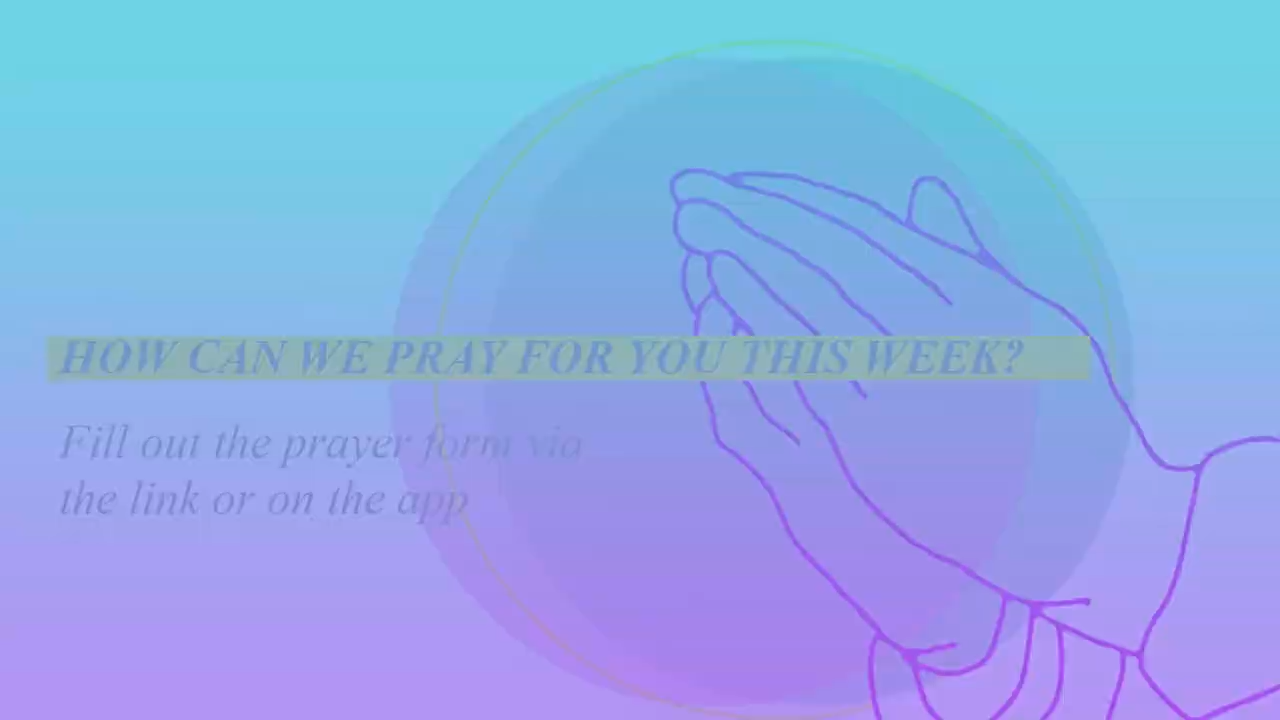 HOW CAN WE PRAY FOR YOU THIS WEEK?
Fill out the prayer form via
the link or on the app